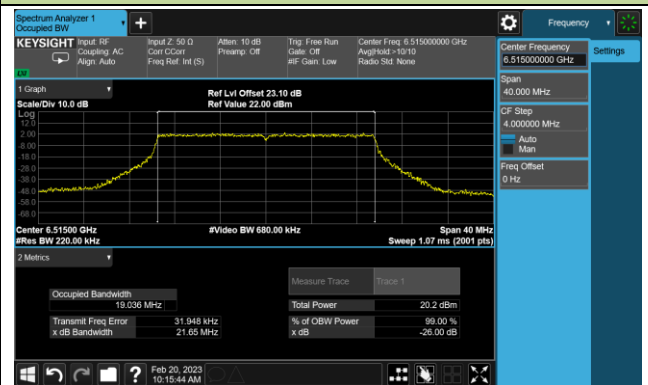 Spectrum Analyzer 1
Occupied BW
Frequency
KEYSIGHT
Input: RF
Coupling: AC
Align: Auto
Input Z: 50 Ω
Corr CCorr
Freq Ref: Int (S)
Atten: 10 dB
Preamp: Off
Trig: Free Run
Gate: Off
#IF Gain: Low
Center Freq: 6.515000000 GHz
Avg|Hold:>10/10
Radio Std: None
Center Frequency
6.515000000 GHz
Settings
Span
40.000 MHz
CF Step
4.000000 MHz
Auto
Man
Freq Offset
0 Hz
1 Graph
Ref Lvl Offset 23.10 dB
Scale/Div 10.0 dB
Ref Value 22.00 dBm
Log
12.0
2.00
-8.00
-18.0
-28.0
-38.0
-48.0
-58.0
-68.0
Center 6.51500 GHz
#Video BW 680.00 kHz
Span 40 MHz
#Res BW 220.00 kHz
Sweep 1.07 ms (2001 pts)
2 Metrics
Measure Trace
Trace 1
Occupied Bandwidth
19.036 MHz
Total Power
20.2 dBm
Transmit Freq Error
31.948 kHz
% of OBW Power
99.00 %
x dB Bandwidth
21.65 MHz
x dB
-26.00 dB
Feb 20, 2023
10:15:44 AM